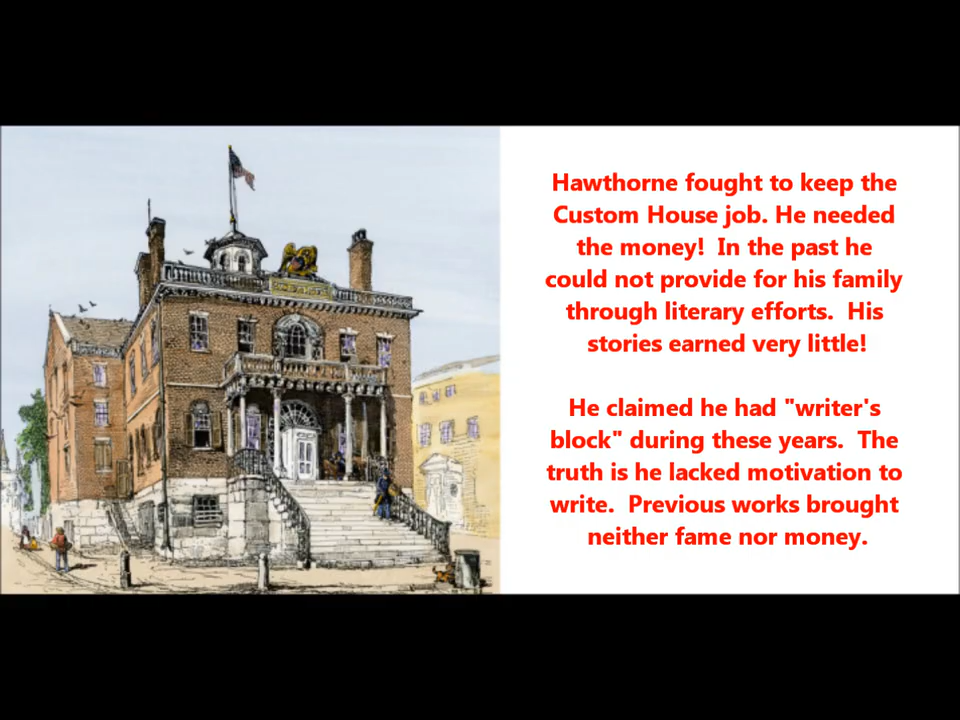 Hawthorne fought to keep the
Custom House job. He needed
the money!  In the past he
could not provide for his family
through literary efforts.  His
stories earned very little!
He claimed he had "writer's
block" during these years.  The
truth is he lacked motivation to
write.  Previous works brought
neither fame nor money.